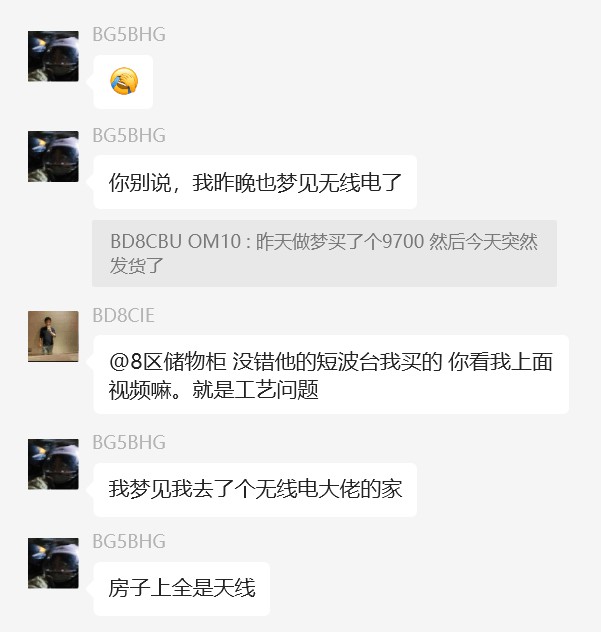 BG5BHG
BG5BHG
你别说，我昨晚也梦见无线电了
BD8CBU OM10 : 昨天做梦买了个9700 然后今天突然
发货了
BD8CIE
@8区储物柜 没错他的短波台我买的 你看我上面
视频嘛。就是工艺问题
BG5BHG
我梦见我去了个无线电大佬的家
BG5BHG
房子上全是天线